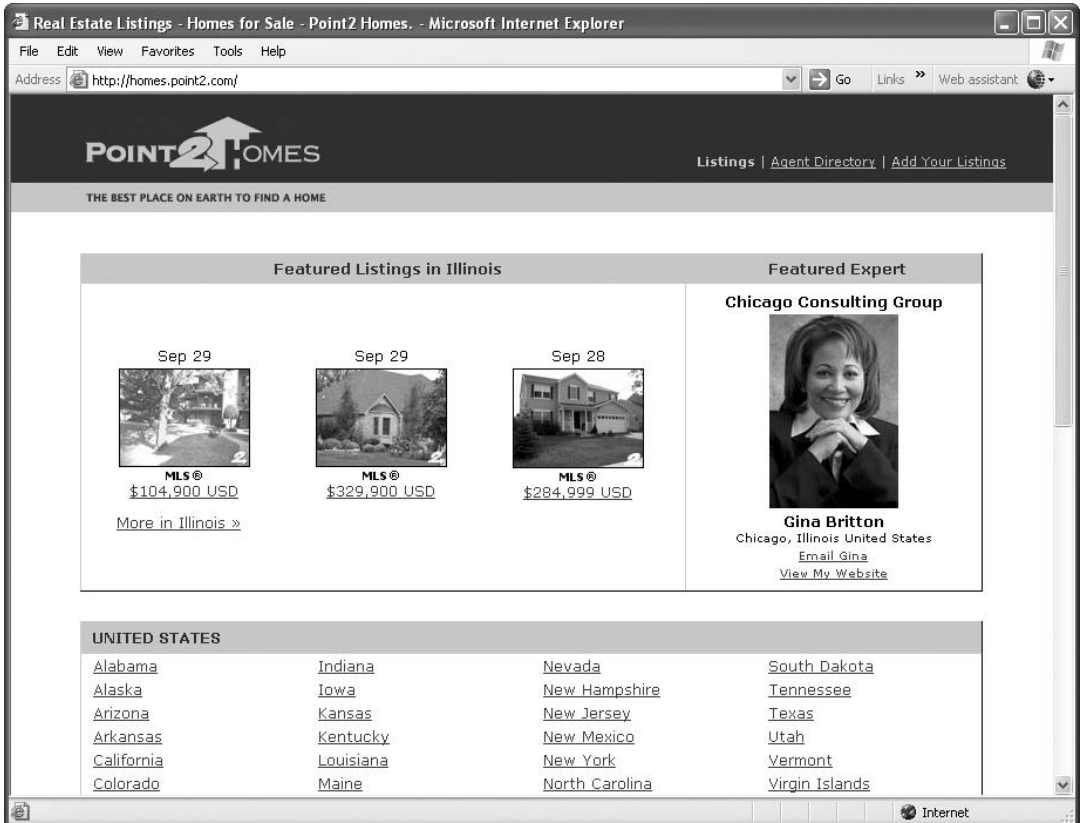 Real Estate Listings - Homes for Sale - Point2 Homes. - Microsoft Internet Explorer
File Edit View Favorites Tools Help
Address http://homes.point2.com/ Go Links » Web assistant
POINT2 HOMES
Listings | Agent Directory | Add Your Listings
THE BEST PLACE ON EARTH TO FIND A HOME
Featured Listings in Illinois
Sep 29 Sep 29 Sep 28
2 2 2
MLS® MLS® MLS®
$104,900 USD $329,900 USD $284,999 USD
More in Illinois »
Featured Expert
Chicago Consulting Group
Gina Britton
Chicago, Illinois United States
Email Gina
View My Website
UNITED STATES
Alabama Indiana Nevada South Dakota
Alaska Iowa New Hampshire Tennessee
Arizona Kansas New Jersey Texas
Arkansas Kentucky New Mexico Utah
California Louisiana New York Vermont
Colorado Maine North Carolina Virgin Islands
Internet